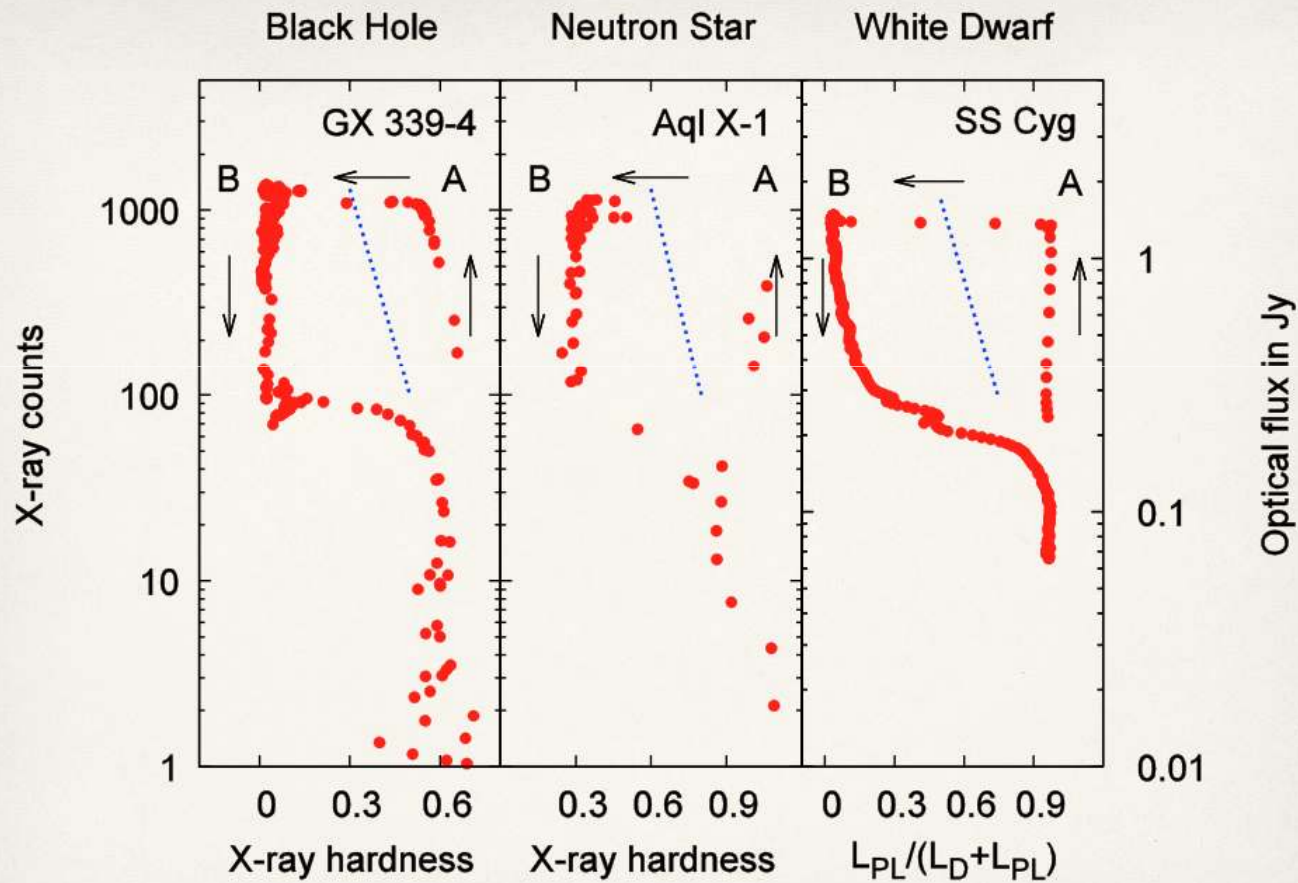 Black Hole Neutron Star White Dwarf
GX 339-4 Aql X-1 SS Cyg
B A B A B A
1000
100
10
1
X-ray counts
1
0.1
0.01
Optical flux in Jy
0 0.3 0.6 0.3 0.6 0.9 0 0.3 0.6 0.9
X-ray hardness X-ray hardness L_PL/(L_D+L_PL)